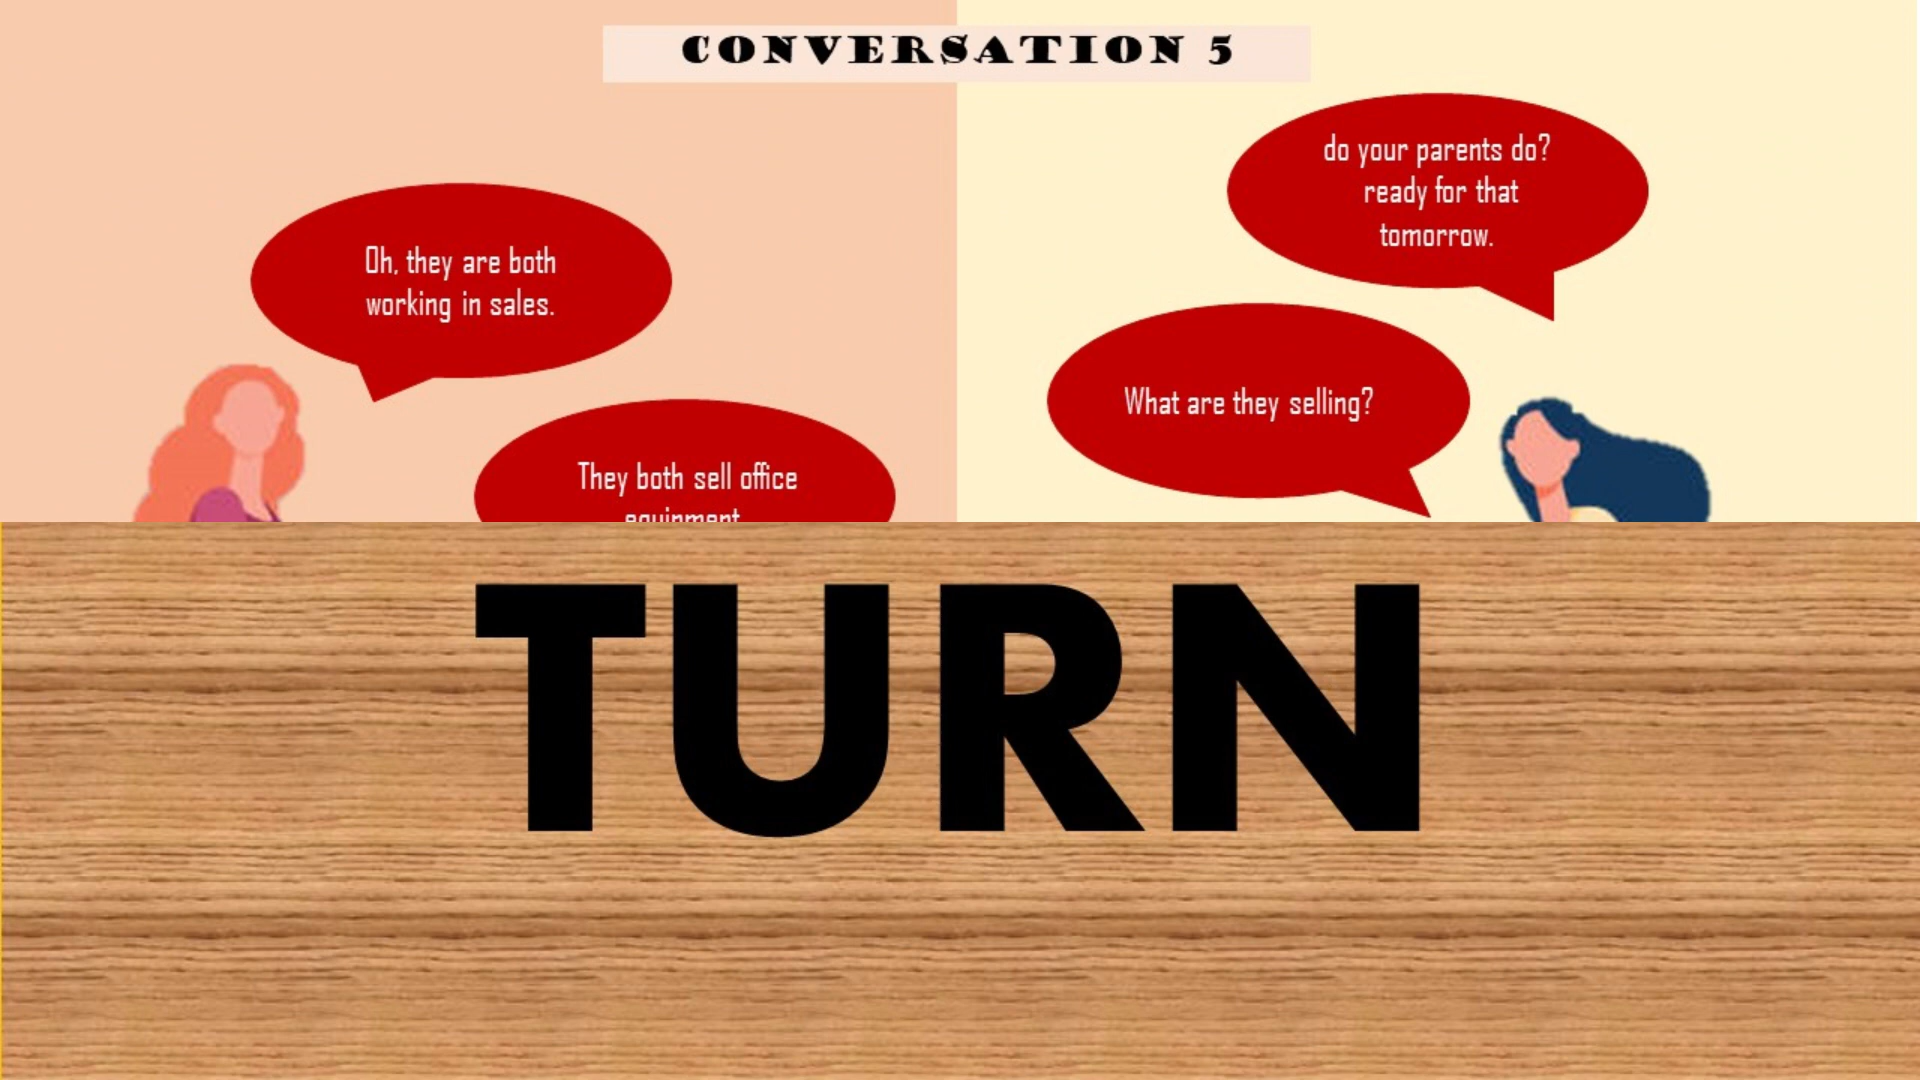 CONVERSATION 5
do your parents do?
ready for that
tomorrow.
Oh, they are both
working in sales.
What are they selling?
They both sell office
equipment
TURN